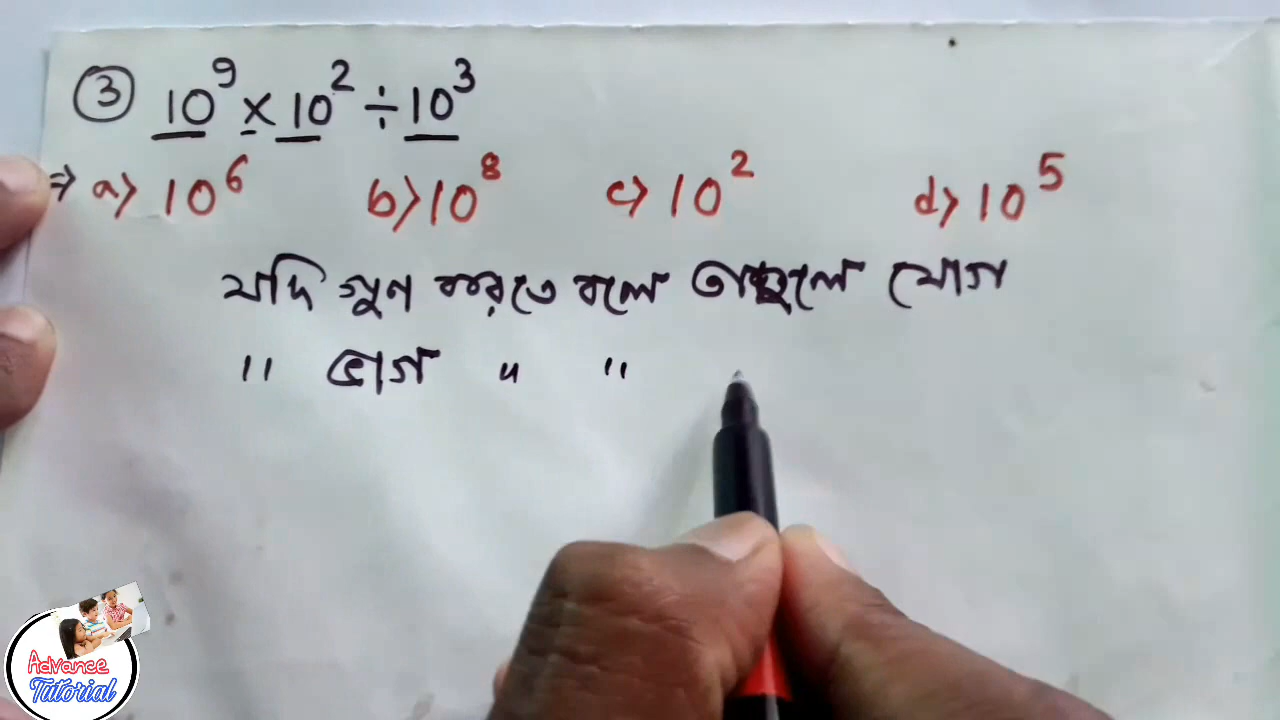 ③ 10⁹ × 10² ÷ 10³
⇒ a> 10⁶ b> 10⁸ c> 10² d> 10⁵
যদি গুন করতে বলে তাহলে যোগ
" ভাগ " "
Advance
Tutorial